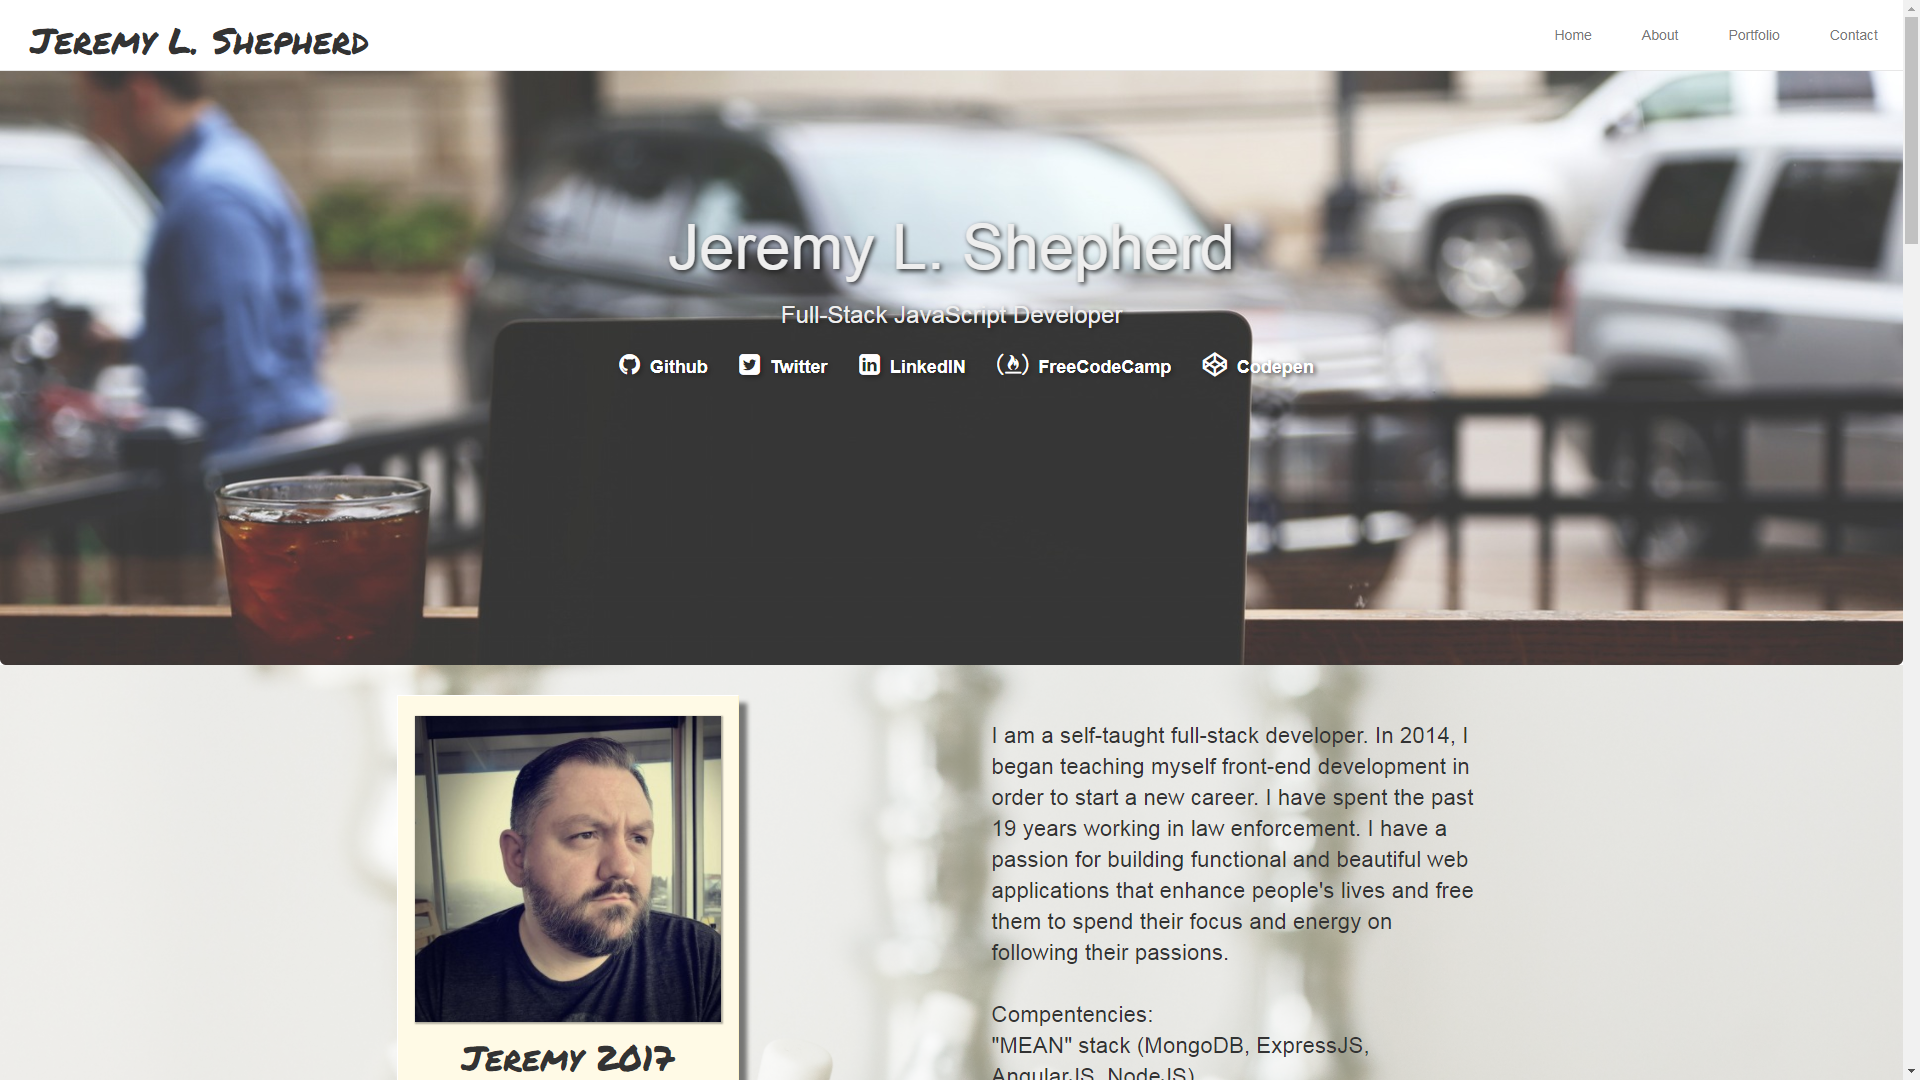 Jeremy L. Shepherd
Home About Portfolio Contact
Jeremy L. Shepherd
Full-Stack JavaScript Developer
Github Twitter LinkedIN FreeCodeCamp Codepen
I am a self-taught full-stack developer. In 2014, I
began teaching myself front-end development in
order to start a new career. I have spent the past
19 years working in law enforcement. I have a
passion for building functional and beautiful web
applications that enhance people's lives and free
them to spend their focus and energy on
following their passions.
Jeremy 2017
Compentencies:
"MEAN" stack (MongoDB, ExpressJS,
AngularJS, NodeJS)